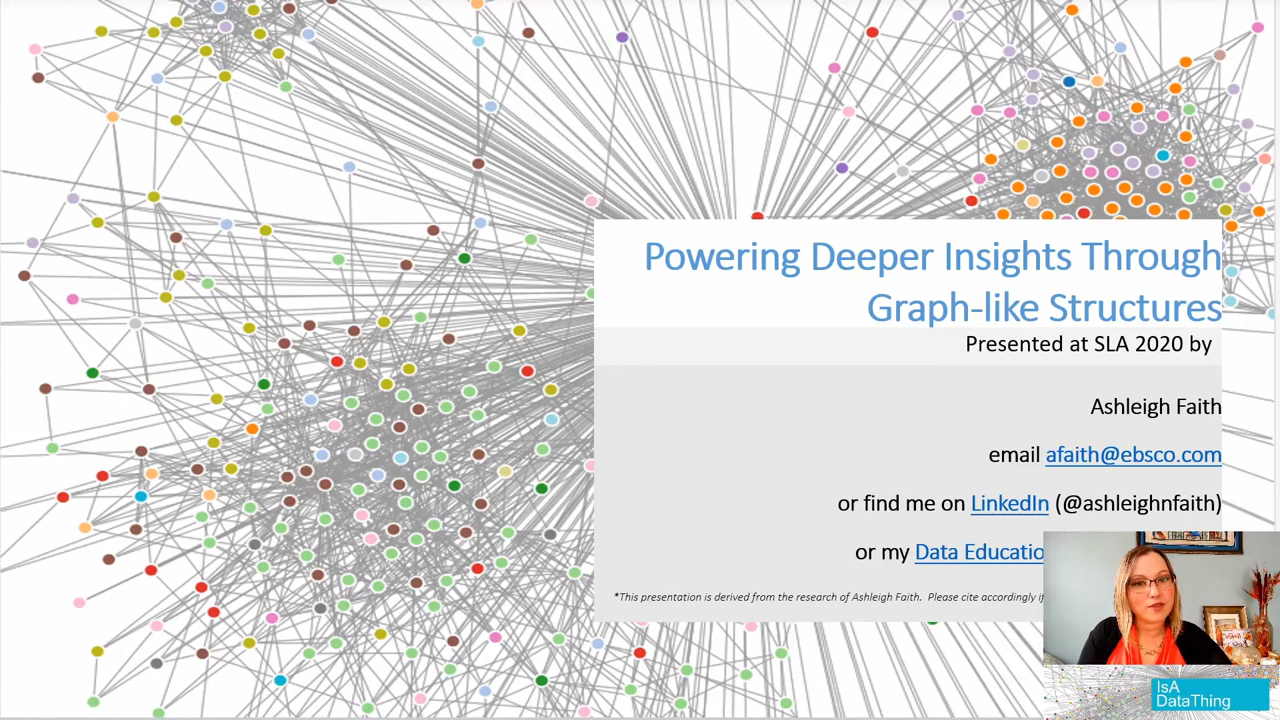 Powering Deeper Insights Through
Graph-like Structures
Presented at SLA 2020 by
Ashleigh Faith
email afaith@ebsco.com
or find me on LinkedIn (@ashleighnfaith)
or my Data Educatio
*This presentation is derived from the research of Ashleigh Faith. Please cite accordingly if
IsA
DataThing